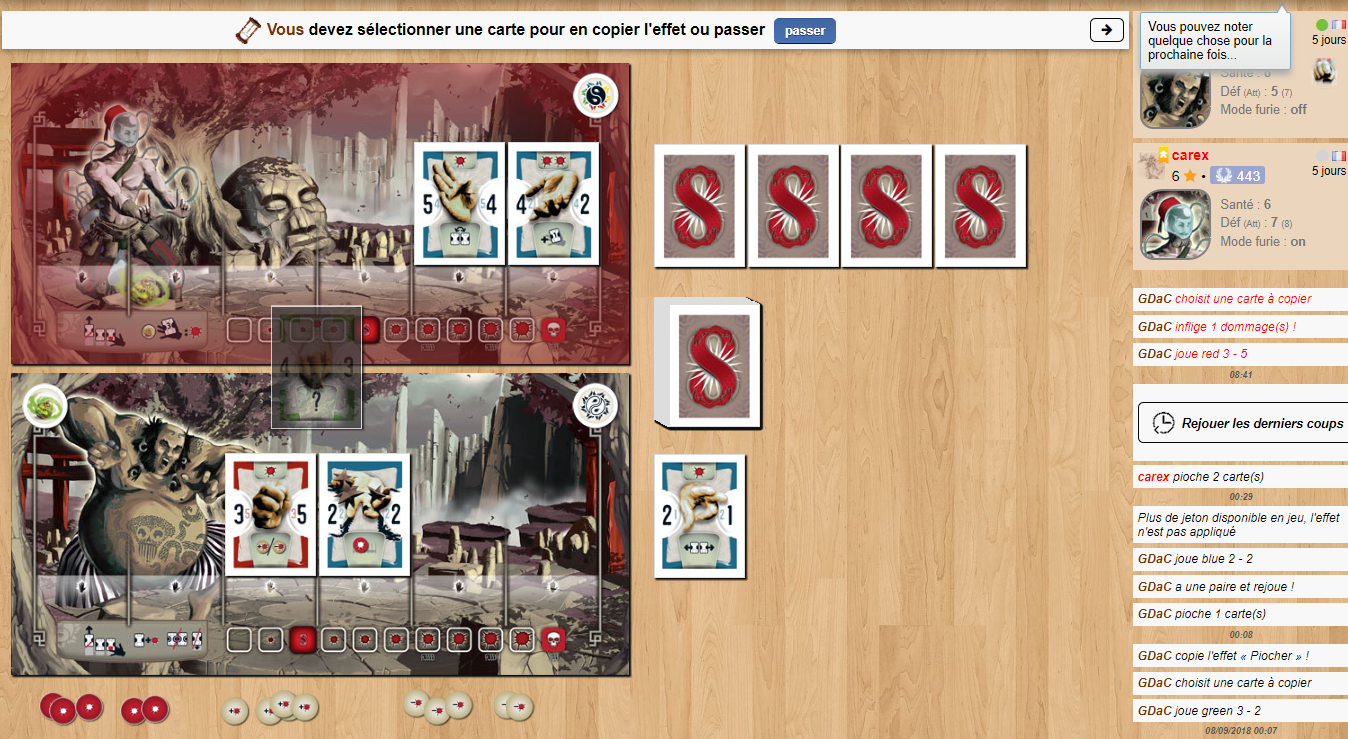 Vous devez sélectionner une carte pour en copier l'effet ou passer
passer
Vous pouvez noter
quelque chose pour la
prochaine fois...
5 jours
Santé : 8
Déf (Att) : 5 (7)
Mode furie : off
carex
5 jours
6 • 443
Santé : 6
Déf (Att) : 7 (8)
Mode furie : on
5 4
4 2
4 3
?
3 5
2 2
2 1
GDaC choisit une carte à copier
GDaC inflige 1 dommage(s) !
GDaC joue red 3 - 5
08:41
Rejouer les derniers coups
carex pioche 2 carte(s)
00:29
Plus de jeton disponible en jeu, l'effet
n'est pas appliqué
GDaC joue blue 2 - 2
GDaC a une paire et rejoue !
GDaC pioche 1 carte(s)
00:08
GDaC copie l'effet « Piocher » !
GDaC choisit une carte à copier
GDaC joue green 3 - 2
08/09/2018 00:07